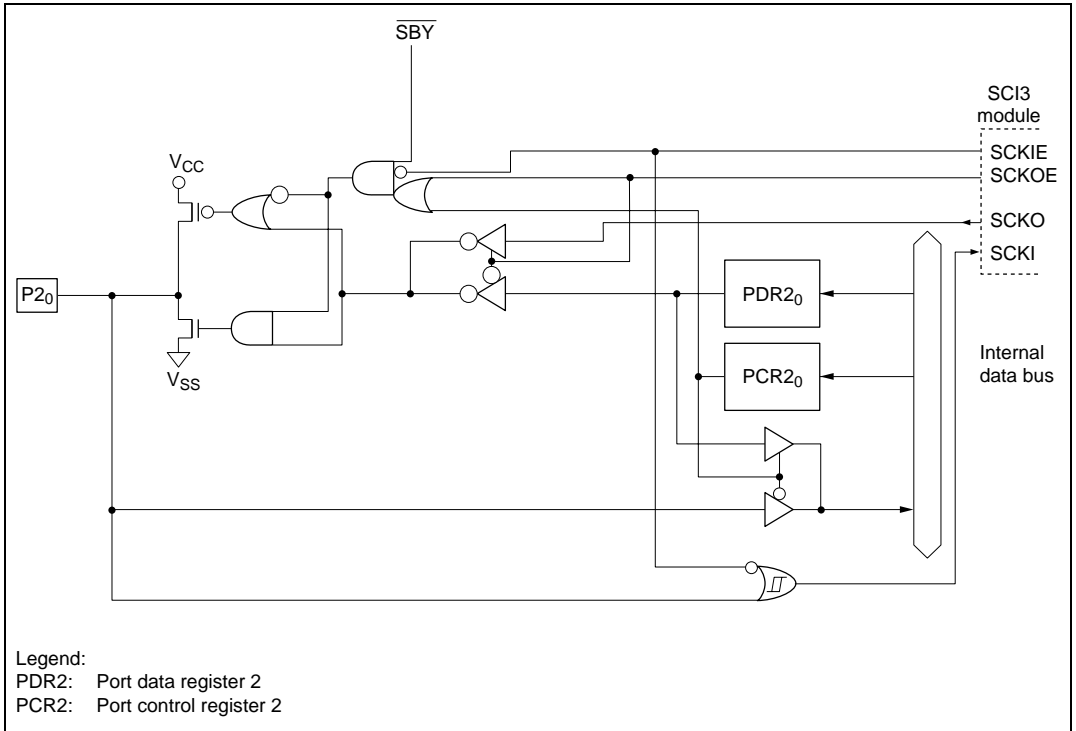 S̅B̅Y̅
SCI3
module
SCKIE
SCKOE
SCKO
SCKI
VCC
P20
VSS
PDR20
PCR20
Internal
data bus
Legend:
PDR2: Port data register 2
PCR2: Port control register 2